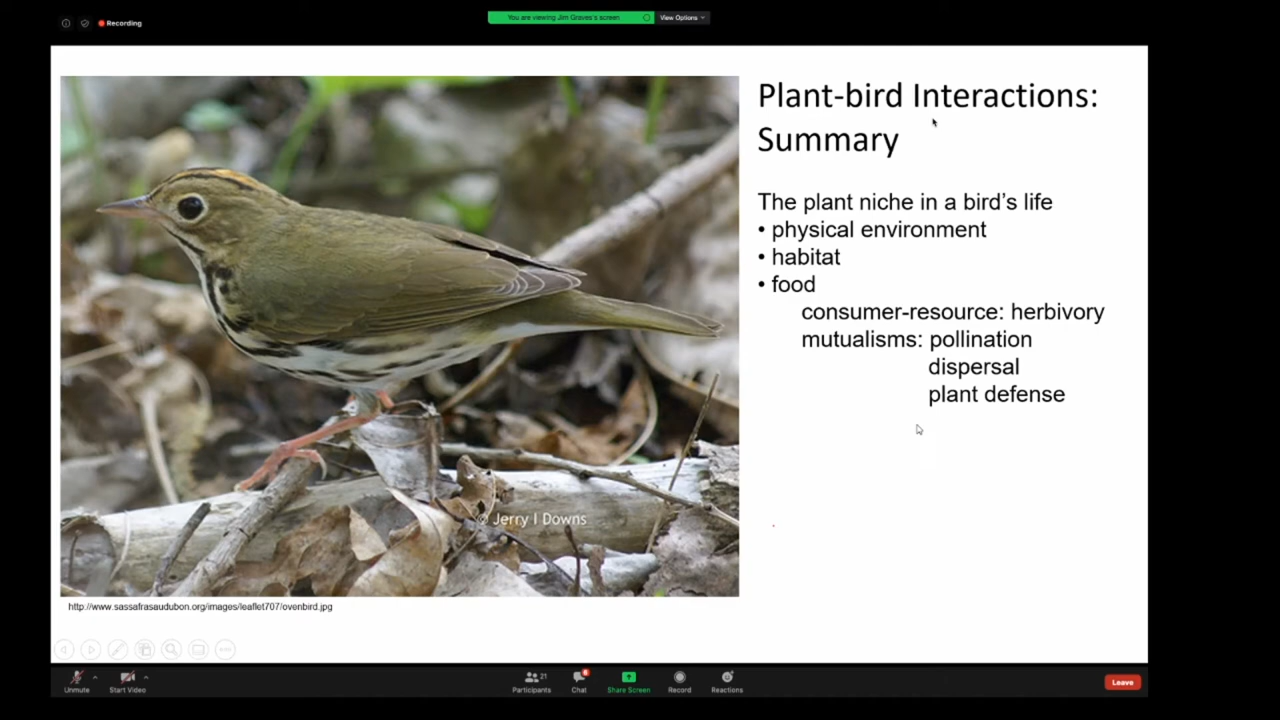 Recording
You are viewing Jim Graves's screen
View Options
Plant-bird Interactions:
Summary
The plant niche in a bird's life
• physical environment
• habitat
• food
consumer-resource: herbivory
mutualisms: pollination
dispersal
plant defense
© Jerry I Downs
http://www.sassafrasaudubon.org/images/leaflet707/ovenbird.jpg
Unmute
Start Video
Participants
21
Chat
Share Screen
Record
Reactions
Leave